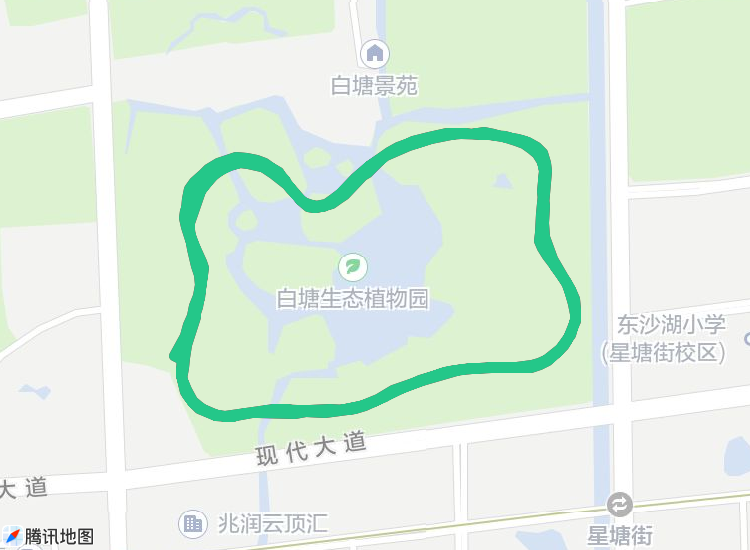 白塘景苑
白塘生态植物园
东沙湖小学
(星塘街校区)
现代大道
大道
兆润云顶汇
星塘街
腾讯地图